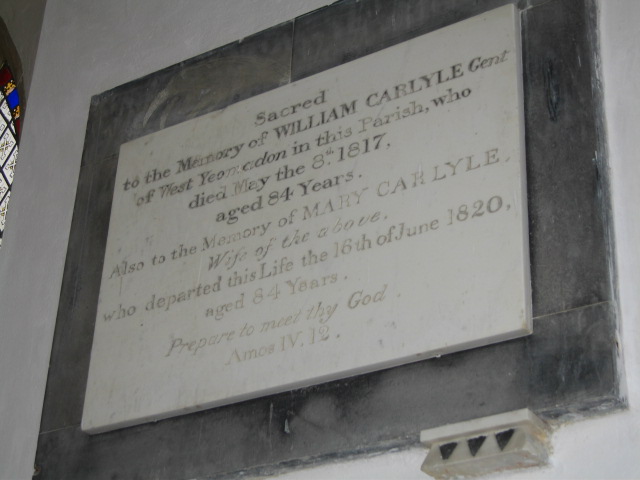 Sacred
to the Memory of WILLIAM CARLYLE Gent
of West Yeomadon in this Parish, who
died May the 8th. 1817,
aged 84 Years.
Also to the Memory of MARY CARLYLE.
Wife of the above.
who departed this Life the 16th of June 1820,
aged 84 Years.
Prepare to meet thy God.
Amos IV. 12.